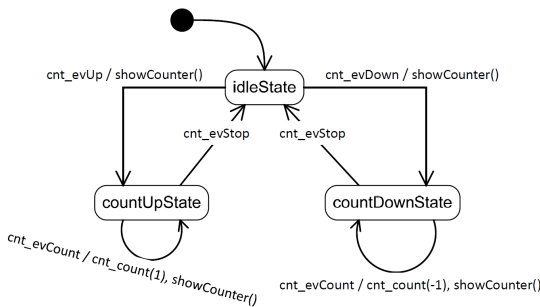 cnt_evUp / showCounter()
cnt_evDown / showCounter()
idleState
cnt_evStop
cnt_evStop
countUpState
countDownState
cnt_evCount / cnt_count(1), showCounter()
cnt_evCount / cnt_count(-1), showCounter()